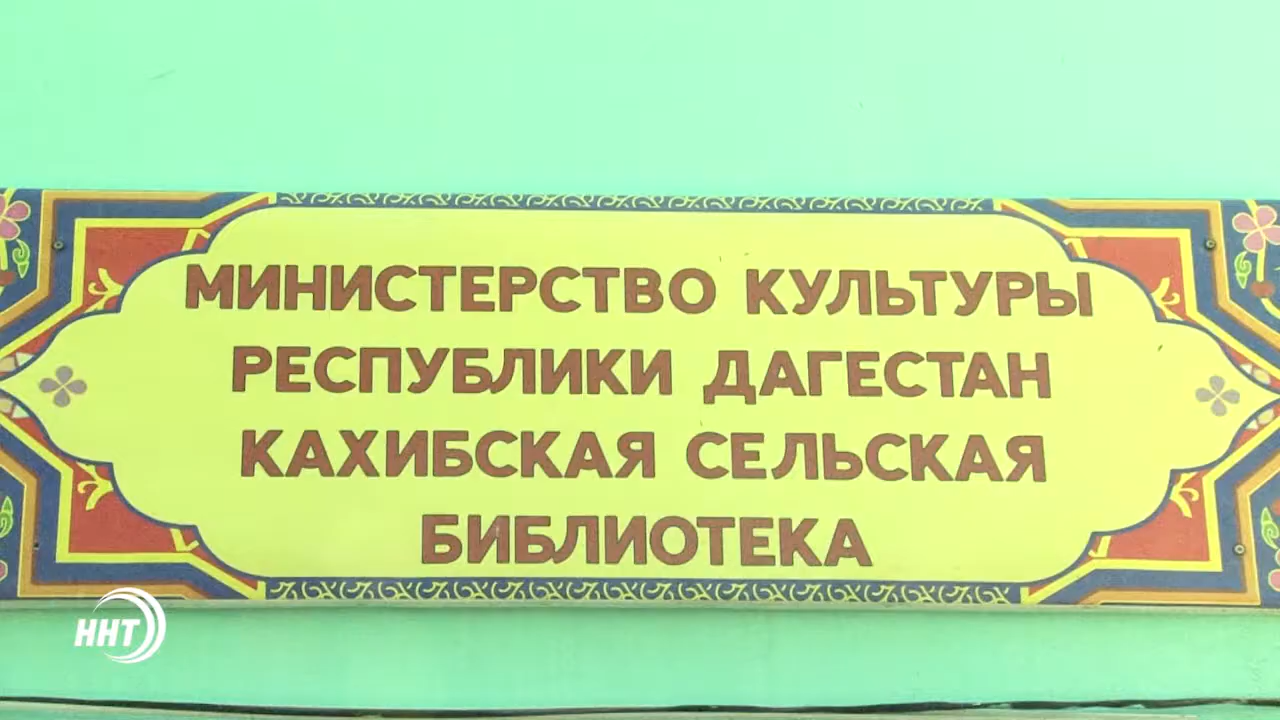 МИНИСТЕРСТВО КУЛЬТУРЫ
РЕСПУБЛИКИ ДАГЕСТАН
КАХИБСКАЯ СЕЛЬСКАЯ
БИБЛИОТЕКА
ННТ